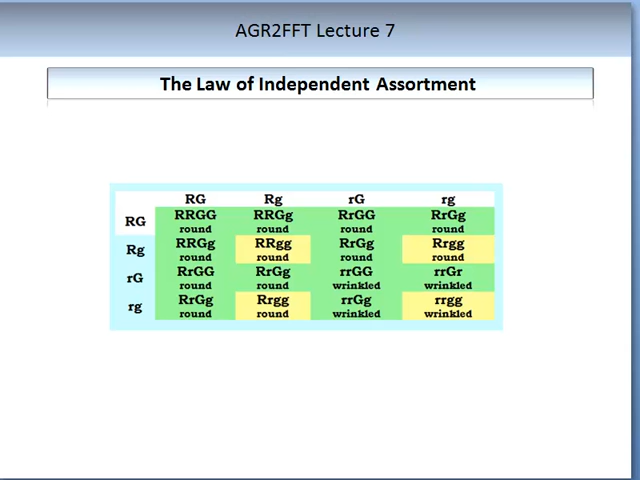 AGR2FFT Lecture 7
The Law of Independent Assortment
RG Rg rG rg
RG RRGG RRGg RrGG RrGg
round round round round
Rg RRGg RRgg RrGg Rrgg
round round round round
rG RrGG RrGg rrGG rrGr
round round wrinkled wrinkled
rg RrGg Rrgg rrGg rrgg
round round wrinkled wrinkled